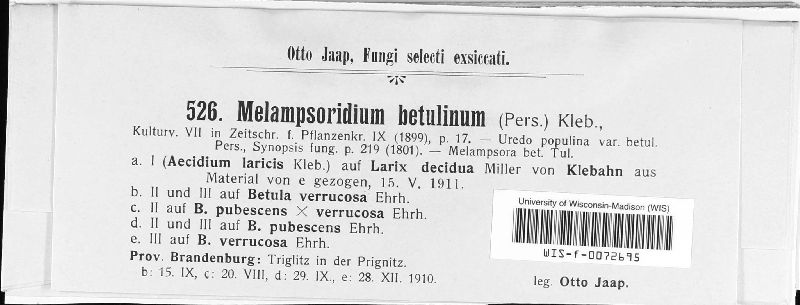 Otto Jaap, Fungi selecti exsiccati.
526. Melampsoridium betulinum (Pers.) Kleb.,
Kulturv. VII in Zeitschr. f. Pflanzenkr. IX (1899), p. 17. — Uredo populina var. betul.
Pers., Synopsis fung. p. 219 (1801). — Melampsora bet. Tul.
a. I (Aecidium laricis Kleb.) auf Larix decidua Miller von Klebahn aus
Material von e gezogen, 15. V. 1911.
b. II und III auf Betula verrucosa Ehrh.
c. II auf B. pubescens × verrucosa Ehrh.
d. II und III auf B. pubescens Ehrh.
e. III auf B. verrucosa Ehrh.
Prov. Brandenburg: Triglitz in der Prignitz.
b: 15. IX, c: 20. VIII, d: 29. IX., e: 28. XII. 1910.
leg. Otto Jaap.
University of Wisconsin-Madison (WIS)
WIS-f-0072695